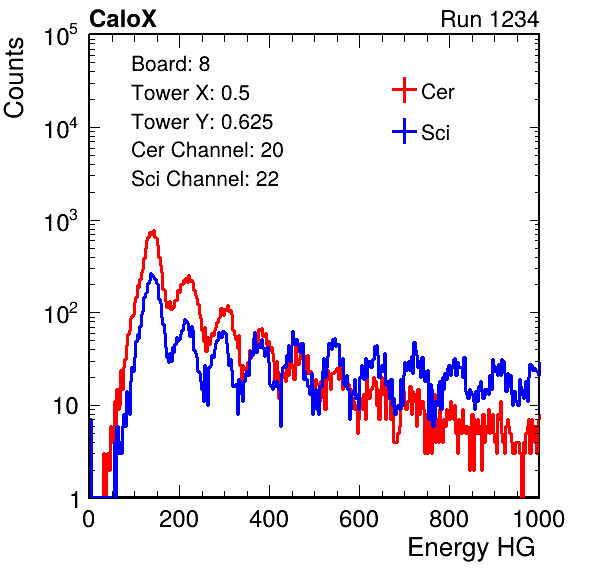 CaloX Run 1234
Counts
Board: 8
Tower X: 0.5
Tower Y: 0.625
Cer Channel: 20
Sci Channel: 22
Cer
Sci
10^5
10^4
10^3
10^2
10
1
0 200 400 600 800 1000
Energy HG